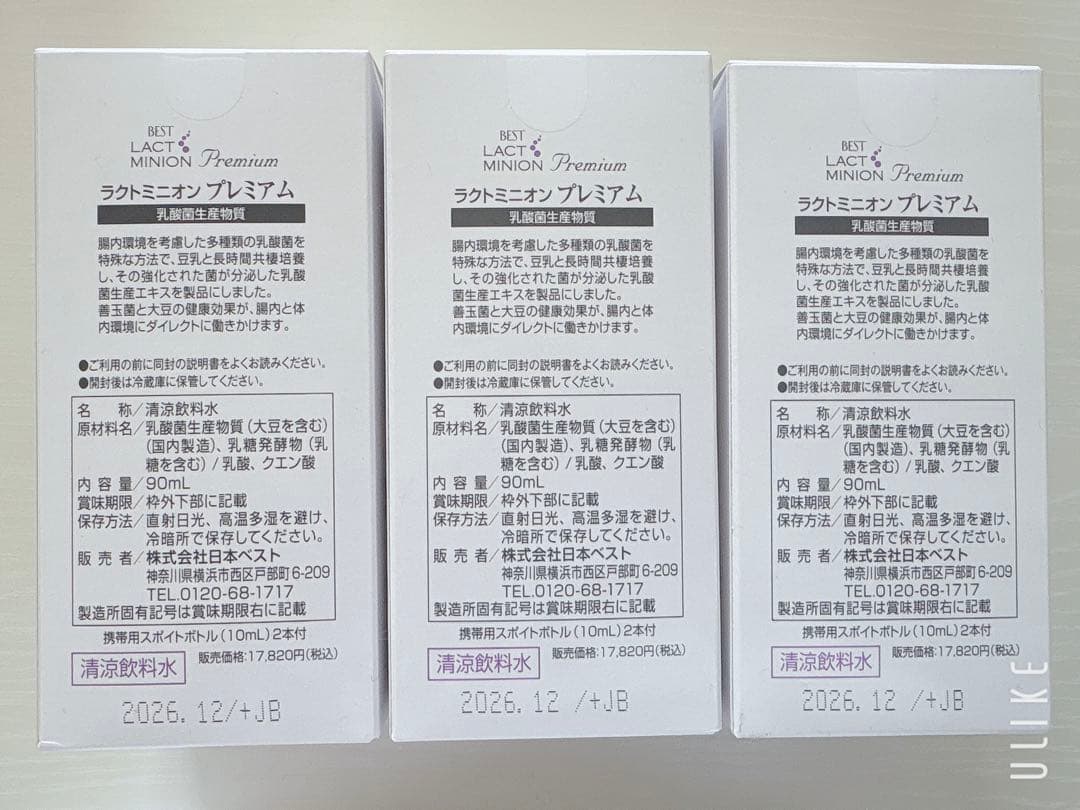 BEST
LACT
MINION Premium
ラクトミニオン プレミアム
乳酸菌生産物質
腸内環境を考慮した多種類の乳酸菌を
特殊な方法で、豆乳と長時間共棲培養
し、その強化された菌が分泌した乳酸
菌生産エキスを製品にしました。
善玉菌と大豆の健康効果が、腸内と体
内環境にダイレクトに働きかけます。
●ご利用の前に同封の説明書をよくお読みください。
●開封後は冷蔵庫に保管してください。
名　　称/清涼飲料水
原材料名/乳酸菌生産物質(大豆を含む)
(国内製造)、乳糖発酵物(乳
糖を含む)/乳酸、クエン酸
内 容 量/90mL
賞味期限/枠外下部に記載
保存方法/直射日光、高温多湿を避け、
冷暗所で保存してください。
販 売 者/株式会社日本ベスト
神奈川県横浜市西区戸部町6-209
TEL.0120-68-1717
製造所固有記号は賞味期限右に記載
携帯用スポイトボトル(10mL)2本付
清涼飲料水 販売価格:17,820円(税込)
2026. 12/+JB
BEST
LACT
MINION Premium
ラクトミニオン プレミアム
乳酸菌生産物質
腸内環境を考慮した多種類の乳酸菌を
特殊な方法で、豆乳と長時間共棲培養
し、その強化された菌が分泌した乳酸
菌生産エキスを製品にしました。
善玉菌と大豆の健康効果が、腸内と体
内環境にダイレクトに働きかけます。
●ご利用の前に同封の説明書をよくお読みください。
●開封後は冷蔵庫に保管してください。
名　　称/清涼飲料水
原材料名/乳酸菌生産物質(大豆を含む)
(国内製造)、乳糖発酵物(乳
糖を含む)/乳酸、クエン酸
内 容 量/90mL
賞味期限/枠外下部に記載
保存方法/直射日光、高温多湿を避け、
冷暗所で保存してください。
販 売 者/株式会社日本ベスト
神奈川県横浜市西区戸部町6-209
TEL.0120-68-1717
製造所固有記号は賞味期限右に記載
携帯用スポイトボトル(10mL)2本付
清涼飲料水 販売価格:17,820円(税込)
2026. 12 /+JB
BEST
LACT
MINION Premium
ラクトミニオン プレミアム
乳酸菌生産物質
腸内環境を考慮した多種類の乳酸菌を
特殊な方法で、豆乳と長時間共棲培養
し、その強化された菌が分泌した乳酸
菌生産エキスを製品にしました。
善玉菌と大豆の健康効果が、腸内と体
内環境にダイレクトに働きかけます。
●ご利用の前に同封の説明書をよくお読みください。
●開封後は冷蔵庫に保管してください。
名　　称/清涼飲料水
原材料名/乳酸菌生産物質(大豆を含む)
(国内製造)、乳糖発酵物(乳
糖を含む)/乳酸、クエン酸
内 容 量/90mL
賞味期限/枠外下部に記載
保存方法/直射日光、高温多湿を避け、
冷暗所で保存してください。
販 売 者/株式会社日本ベスト
神奈川県横浜市西区戸部町6-209
TEL.0120-68-1717
製造所固有記号は賞味期限右に記載
携帯用スポイトボトル(10mL)2本付
清涼飲料水 販売価格:17,820円(税込)
2026. 12 /+JB
ULIKE